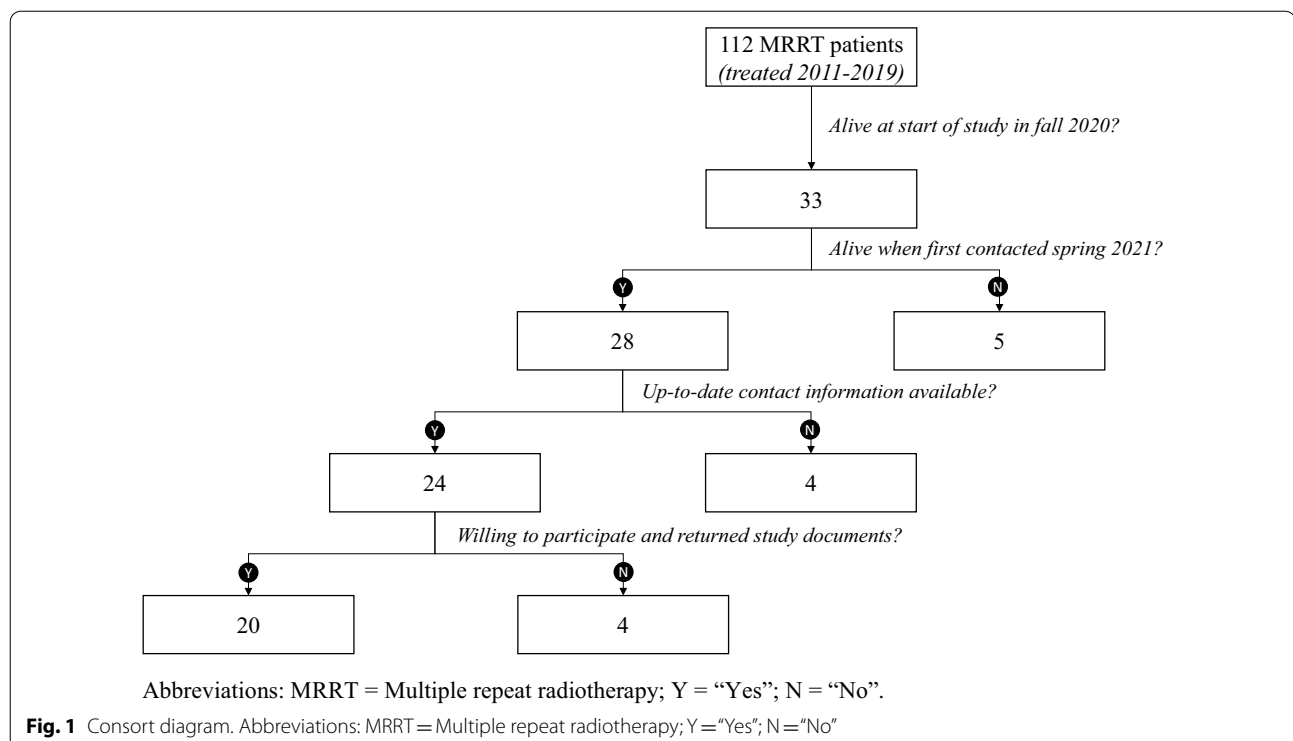 112 MRRT patients
(treated 2011-2019)
Alive at start of study in fall 2020?
33
Alive when first contacted spring 2021?
Y
N
28
5
Up-to-date contact information available?
Y
N
24
4
Willing to participate and returned study documents?
Y
N
20
4
Abbreviations: MRRT = Multiple repeat radiotherapy; Y = “Yes”; N = “No”.
Fig. 1 Consort diagram. Abbreviations: MRRT = Multiple repeat radiotherapy; Y = “Yes”; N = “No”